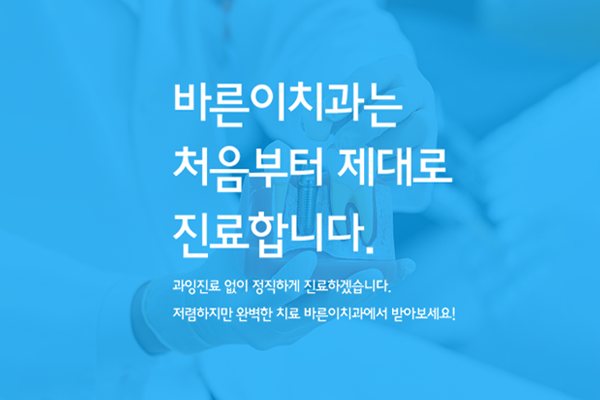 바른이치과는
처음부터 제대로
진료합니다.
과잉진료 없이 정직하게 진료하겠습니다.
저렴하지만 완벽한 치료 바른이치과에서 받아보세요!